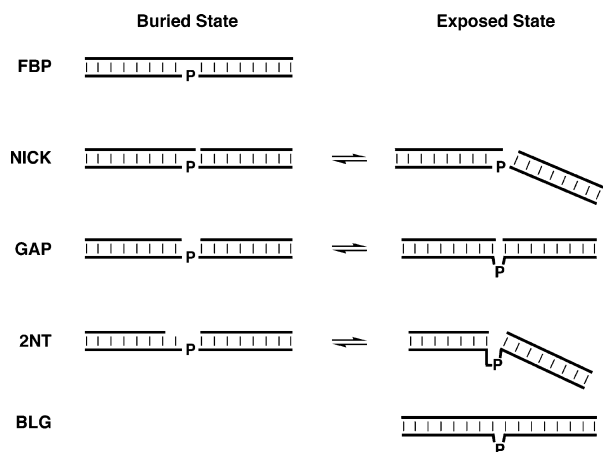 Buried State Exposed State
FBP P
NICK P P
GAP P P
2NT P P
BLG P